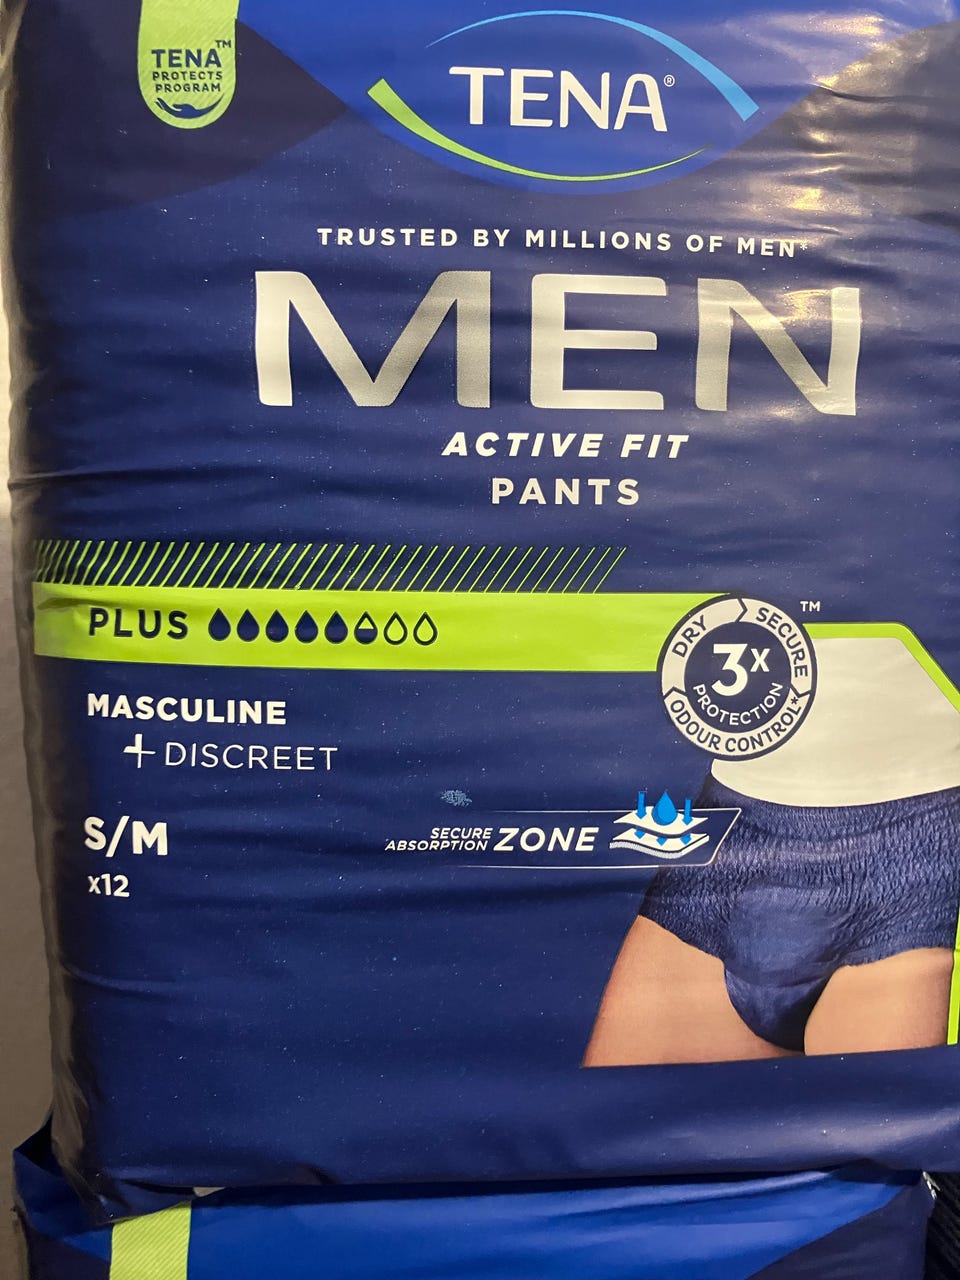 TENA™
PROTECTS
PROGRAM
TENA®
TRUSTED BY MILLIONS OF MEN*
MEN
ACTIVE FIT
PANTS
PLUS
DRY
SECURE
ODOUR CONTROL*
™
3x
PROTECTION
MASCULINE
+DISCREET
S/M
x12
SECURE
ABSORPTION
ZONE